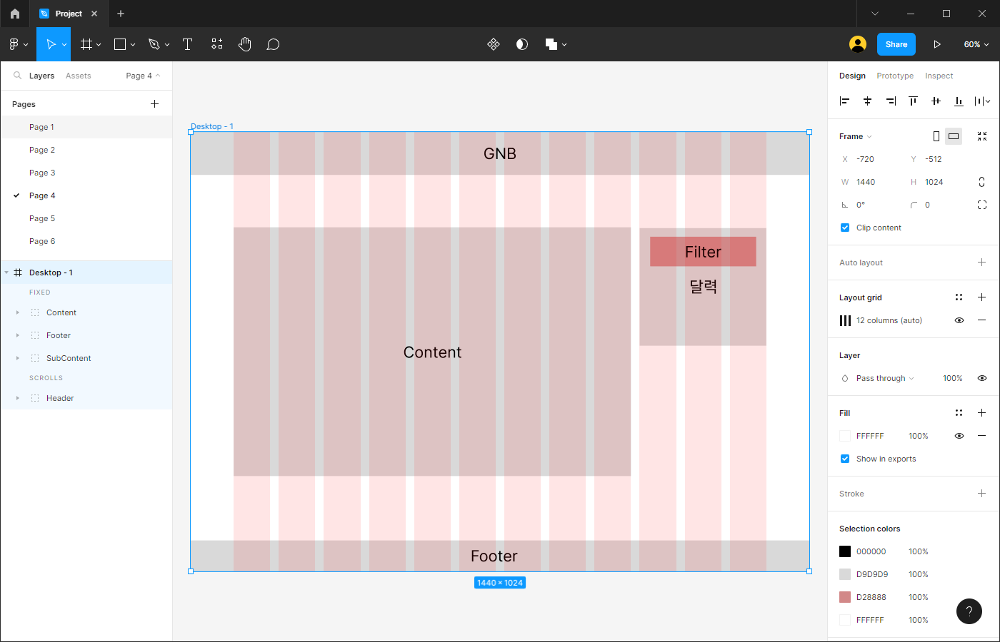 Project
Share
60%
Layers
Assets
Page 4
Pages
Page 1
Page 2
Page 3
Page 4
Page 5
Page 6
Desktop - 1
FIXED
Content
Footer
SubContent
SCROLLS
Header
Desktop - 1
GNB
Content
Filter
달력
Footer
1440 × 1024
Design
Prototype
Inspect
Frame
X -720
Y -512
W 1440
H 1024
0°
0
Clip content
Auto layout
Layout grid
12 columns (auto)
Layer
Pass through
100%
Fill
FFFFFF
100%
Show in exports
Stroke
Selection colors
000000
100%
D9D9D9
100%
D28888
100%
FFFFFF
100%
?